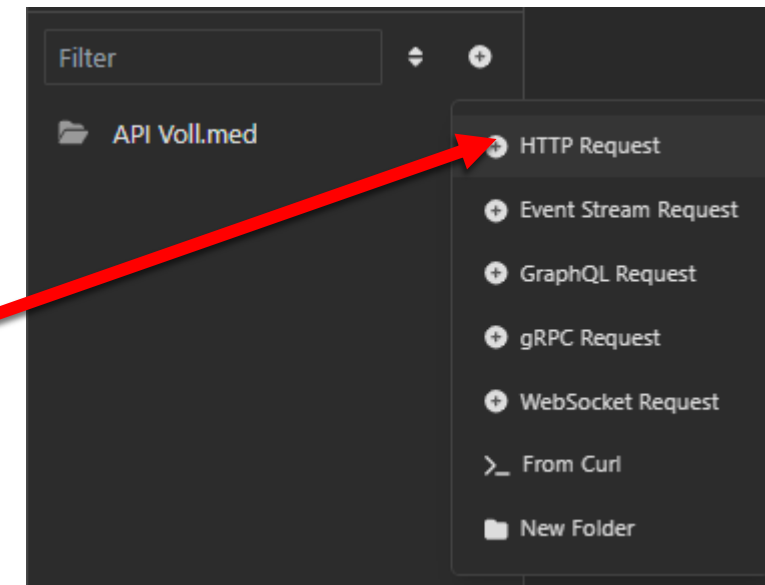 Filter
API Voll.med
HTTP Request
Event Stream Request
GraphQL Request
gRPC Request
WebSocket Request
>_ From Curl
New Folder